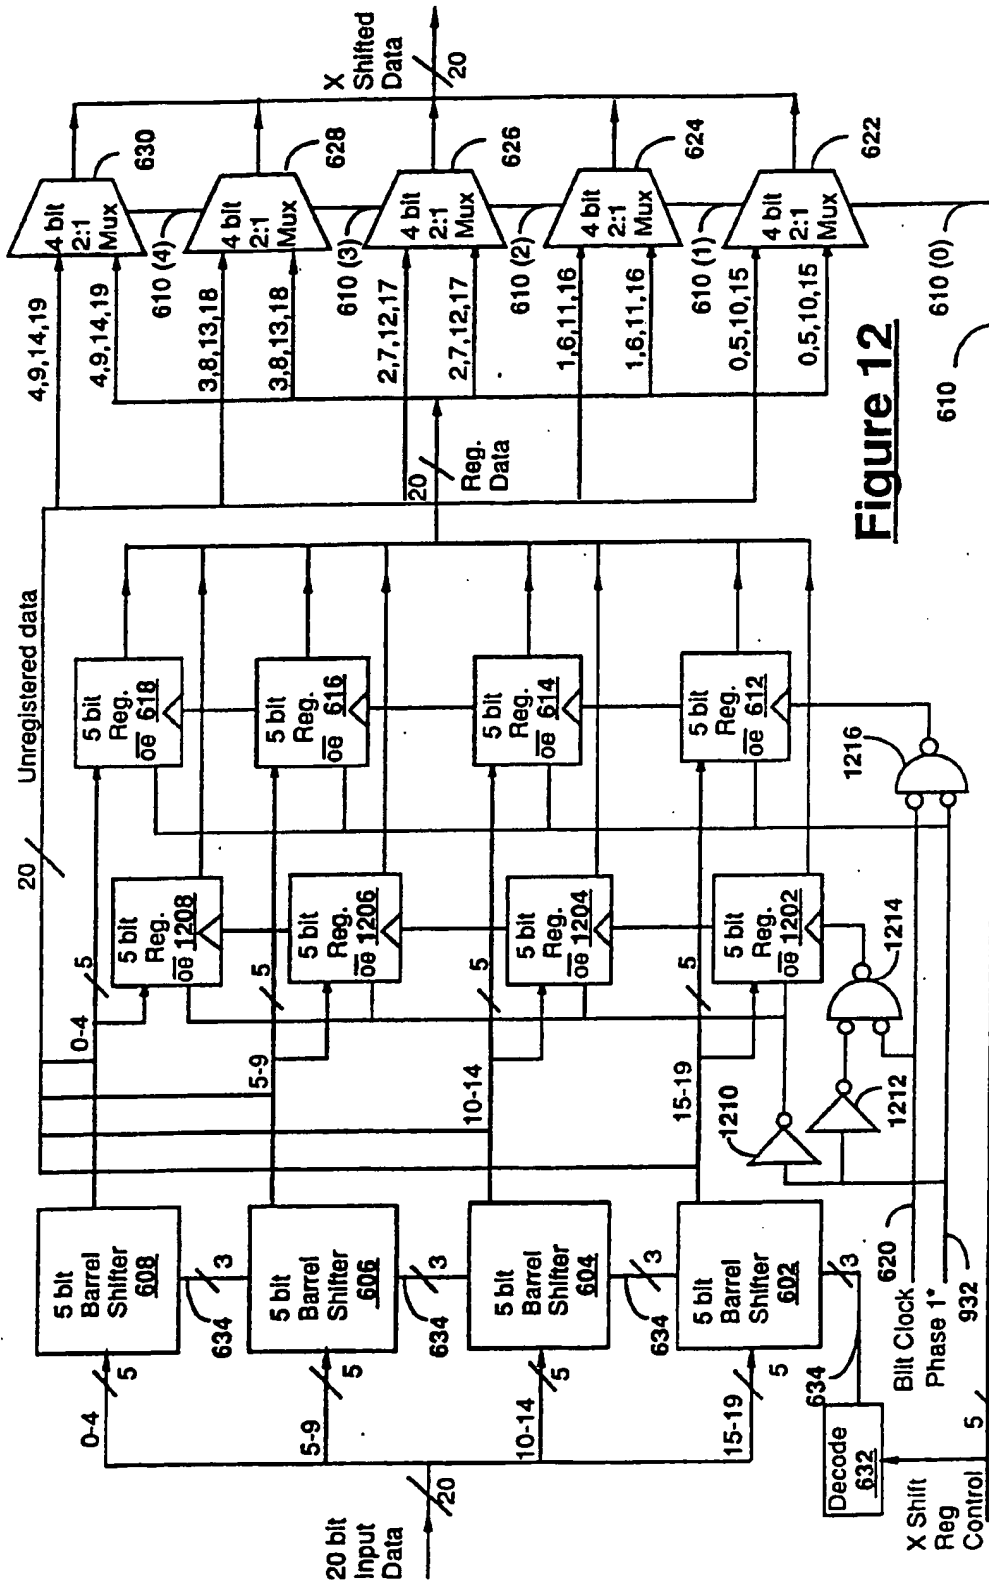 20 bit
Input
Data
20
0-4
5
5-9
5
10-14
5
15-19
5
5 bit
Barrel
Shifter
608
5 bit
Barrel
Shifter
606
5 bit
Barrel
Shifter
604
5 bit
Barrel
Shifter
602
3
634
3
634
3
634
3
634
Decode
632
X Shift
Reg
Control
5
Blit Clock
Phase 1*
620
932
20
Unregistered data
0-4
5
5-9
5
10-14
5
15-19
5
5 bit
Reg.
oe 1208
5 bit
Reg.
oe 1206
5 bit
Reg.
oe 1204
5 bit
Reg.
oe 1202
1210
1212
1214
1216
5 bit
Reg.
oe 618
5 bit
Reg.
oe 616
5 bit
Reg.
oe 614
5 bit
Reg.
oe 612
20
Reg.
Data
4,9,14,19
4,9,14,19
3,8,13,18
3,8,13,18
2,7,12,17
2,7,12,17
1,6,11,16
1,6,11,16
0,5,10,15
0,5,10,15
4 bit
2:1
Mux
630
610 (4)
4 bit
2:1
Mux
628
610 (3)
4 bit
2:1
Mux
626
610 (2)
4 bit
2:1
Mux
624
610 (1)
4 bit
2:1
Mux
622
610 (0)
610
X
Shifted
Data
20
Figure 12